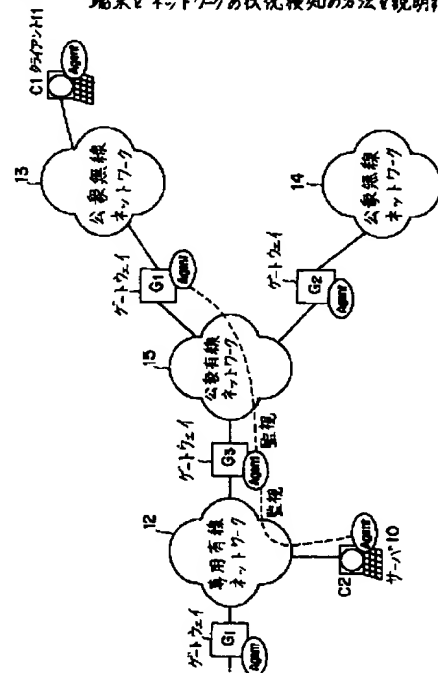 端末とネットワークの状況検知の方法を説明
C1 クライアント11
Agent
13
公衆無線
ネットワーク
14
公衆無線
ネットワーク
ゲートウェイ
G1
Agent
ゲートウェイ
G2
Agent
15
公衆有線
ネットワーク
監視
ゲートウェイ
G3
Agent
監視
12
専用有線
ネットワーク
Agent
C2
サーバ10
ゲートウェイ
G1
Agent